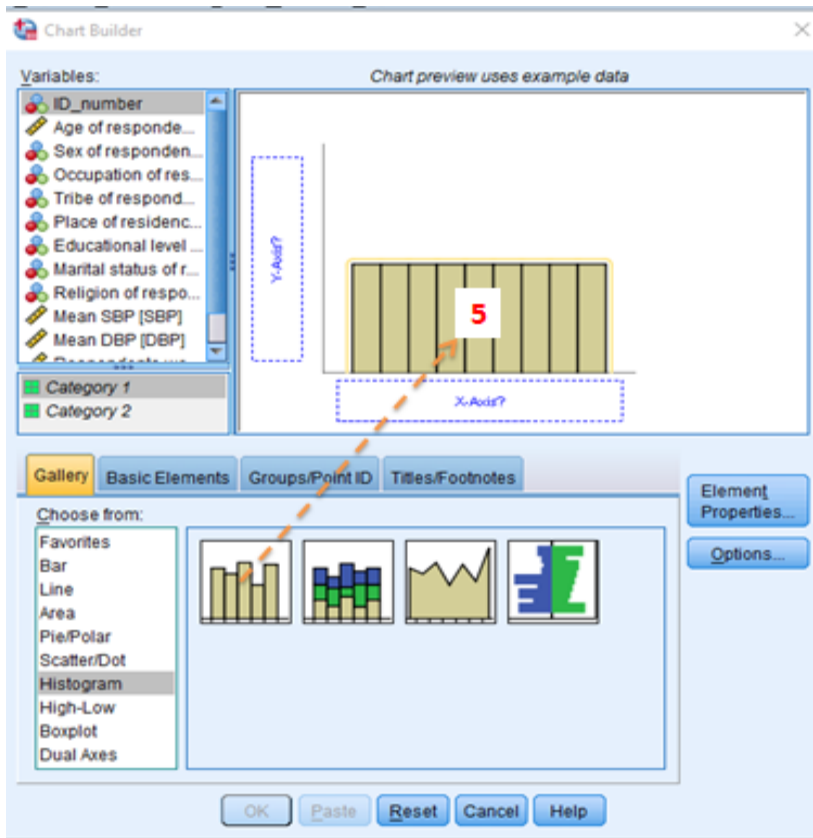 Chart Builder
Variables:
Chart preview uses example data
ID_number
Age of responde...
Sex of responden...
Occupation of res...
Tribe of respond...
Place of residenc...
Educational level ...
Marital status of r...
Religion of respo...
Mean SBP [SBP]
Mean DBP [DBP]
Category 1
Category 2
Y-Axis?
5
X-Axis?
Gallery
Basic Elements
Groups/Point ID
Titles/Footnotes
Choose from:
Favorites
Bar
Line
Area
Pie/Polar
Scatter/Dot
Histogram
High-Low
Boxplot
Dual Axes
Element
Properties...
Options...
OK
Paste
Reset
Cancel
Help